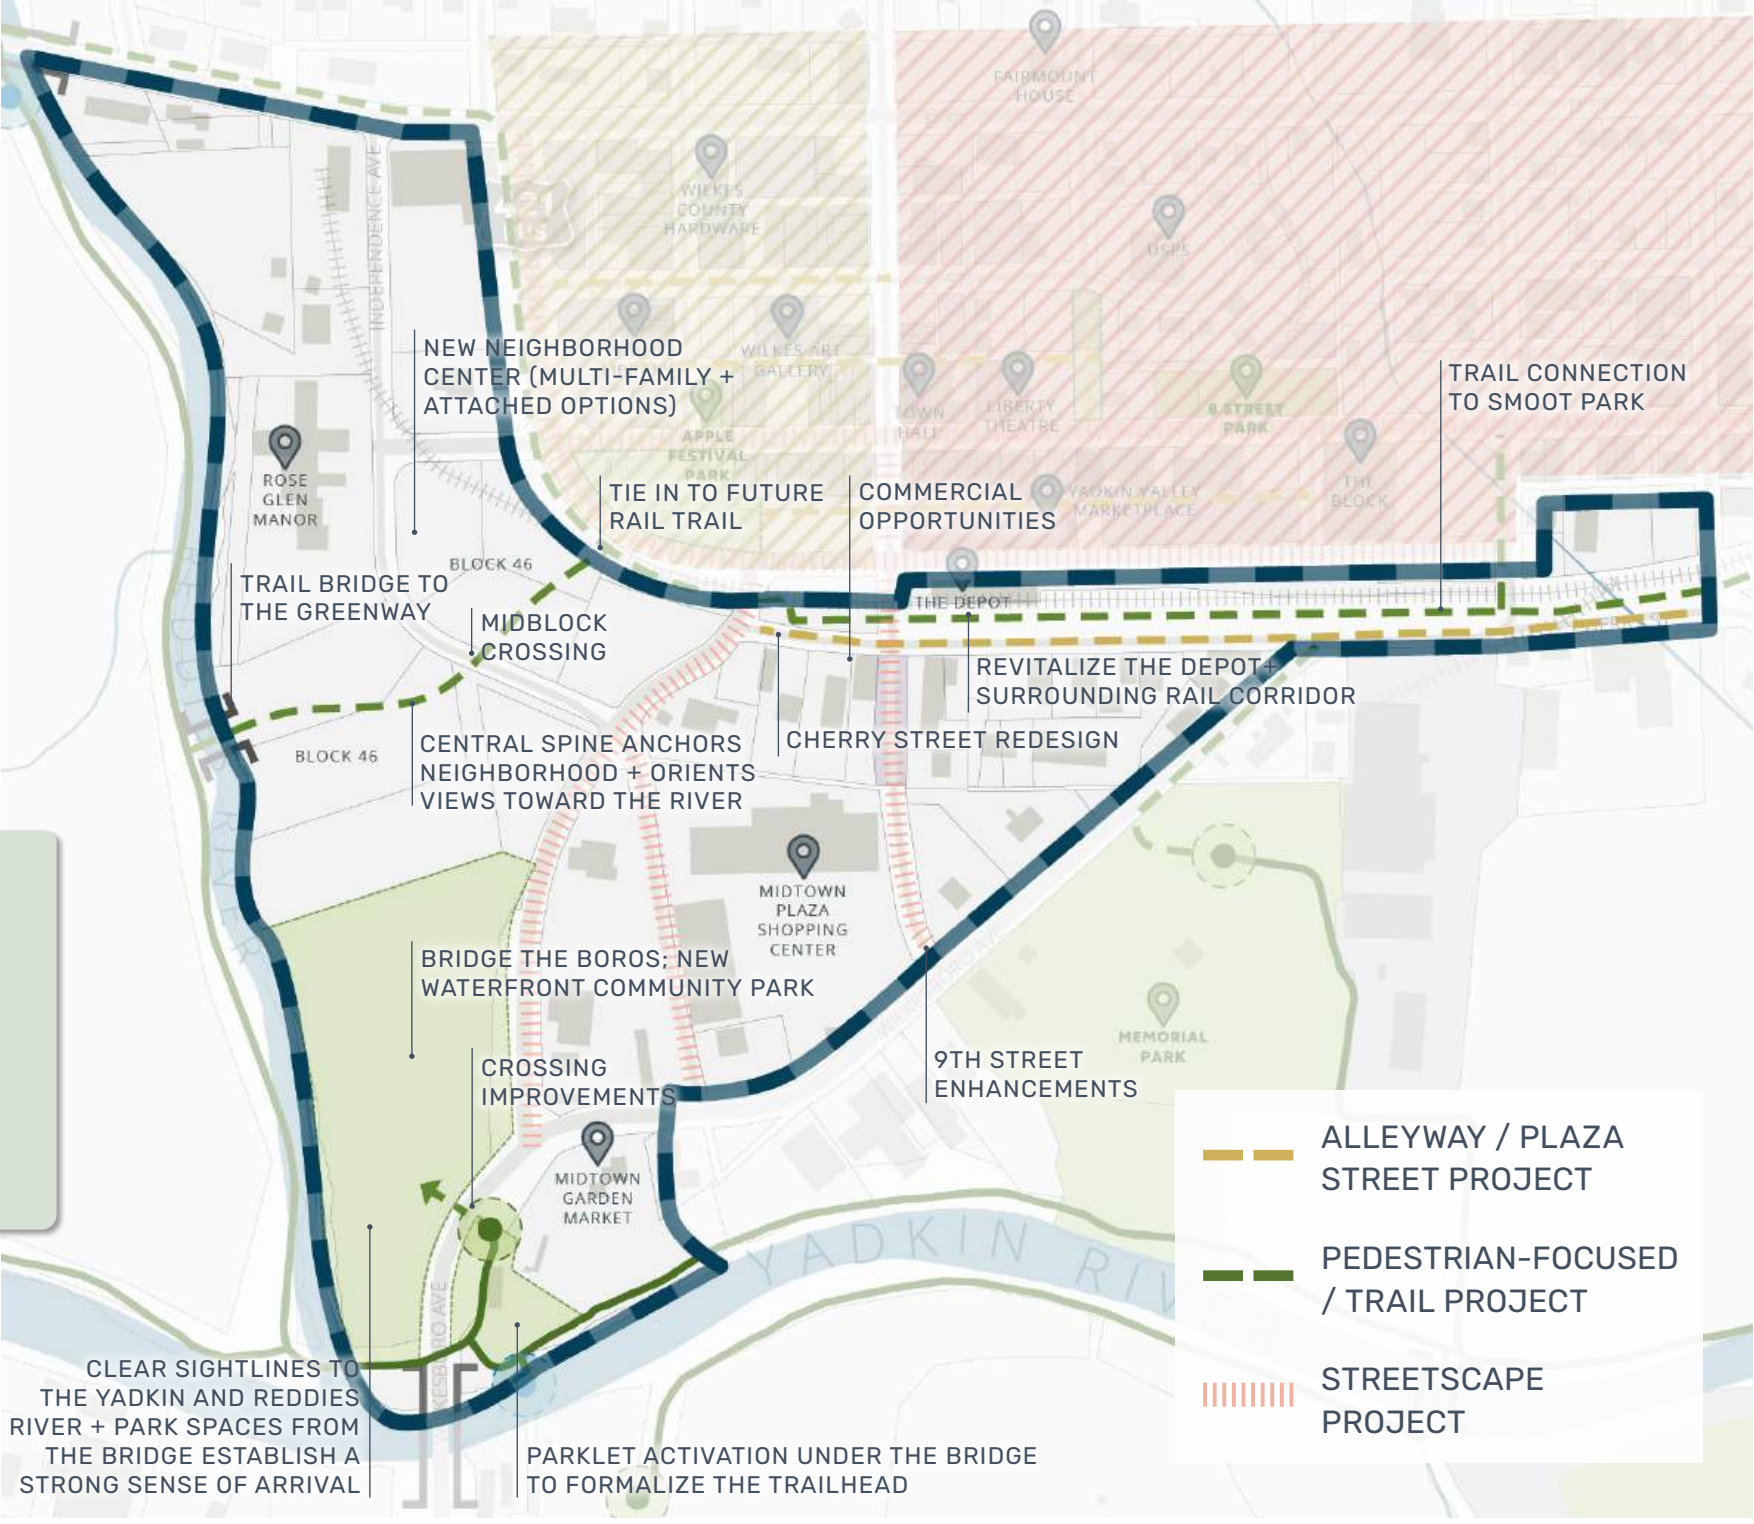 FAIRMOUNT
HOUSE
WILKES
COUNTY
HARDWARE
421
US
USPS
INDEPENDENCE AVE
NEW NEIGHBORHOOD
CENTER (MULTI-FAMILY +
ATTACHED OPTIONS)
WILKES ART
GALLERY
TOWN
HALL
LIBERTY
THEATRE
B STREET
PARK
TRAIL CONNECTION
TO SMOOT PARK
APPLE
FESTIVAL
PARK
ROSE
GLEN
MANOR
TIE IN TO FUTURE
RAIL TRAIL
COMMERCIAL
OPPORTUNITIES
YADKIN VALLEY
MARKETPLACE
THE
BLOCK
BLOCK 46
TRAIL BRIDGE TO
THE GREENWAY
THE DEPOT
MIDBLOCK
CROSSING
REVITALIZE THE DEPOT+
SURROUNDING RAIL CORRIDOR
BLOCK 46
CENTRAL SPINE ANCHORS
NEIGHBORHOOD + ORIENTS
VIEWS TOWARD THE RIVER
CHERRY STREET REDESIGN
RIVER
MIDTOWN
PLAZA
SHOPPING
CENTER
BRIDGE THE BOROS; NEW
WATERFRONT COMMUNITY PARK
WILKESBORO AVE
MEMORIAL
PARK
CROSSING
IMPROVEMENTS
9TH STREET
ENHANCEMENTS
MIDTOWN
GARDEN
MARKET
YADKIN RIVER
ALLEYWAY / PLAZA
STREET PROJECT
PEDESTRIAN-FOCUSED
/ TRAIL PROJECT
STREETSCAPE
PROJECT
CLEAR SIGHTLINES TO
THE YADKIN AND REDDIES
RIVER + PARK SPACES FROM
THE BRIDGE ESTABLISH A
STRONG SENSE OF ARRIVAL
PARKLET ACTIVATION UNDER THE BRIDGE
TO FORMALIZE THE TRAILHEAD